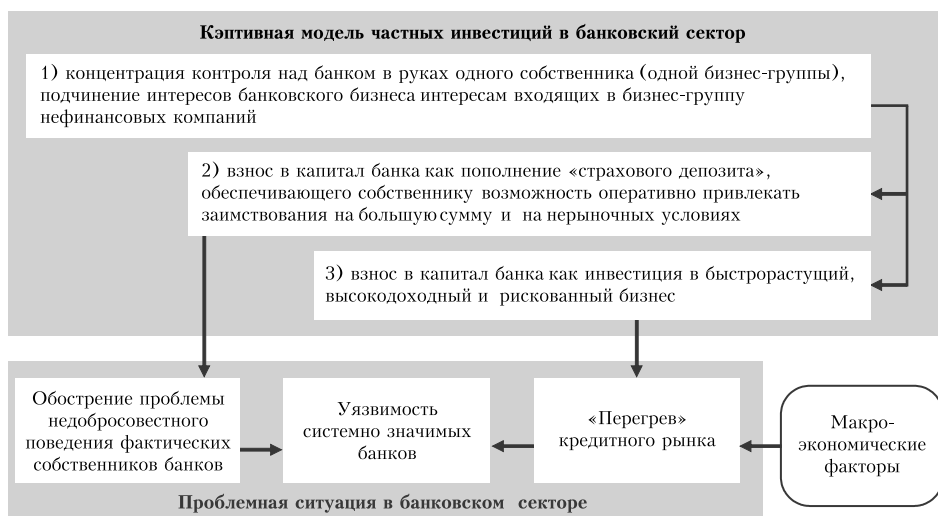 Кэптивная модель частных инвестиций в банковский сектор
1) концентрация контроля над банком в руках одного собственника (одной бизнес-группы),
подчинение интересов банковского бизнеса интересам входящих в бизнес-группу
нефинансовых компаний
2) взнос в капитал банка как пополнение «страхового депозита»,
обеспечивающего собственнику возможность оперативно привлекать
заимствования на большую сумму и на нерыночных условиях
3) взнос в капитал банка как инвестиция в быстрорастущий,
высокодоходный и рискованный бизнес
Обострение проблемы
недобросовестного
поведения фактических
собственников банков
Уязвимость
системно значимых
банков
«Перегрев»
кредитного рынка
Макро-
экономические
факторы
Проблемная ситуация в банковском секторе